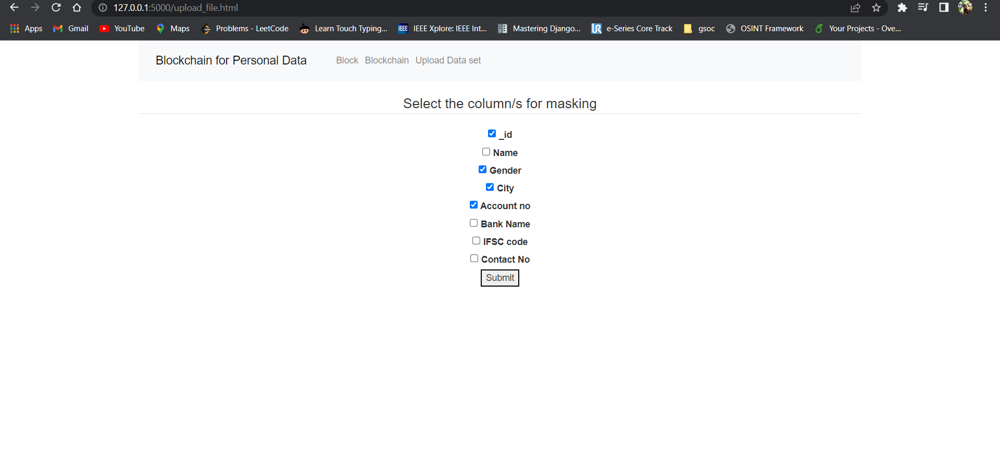 127.0.0.1:5000/upload_file.html
Apps Gmail YouTube Maps Problems - LeetCode Learn Touch Typing... IEEE IEEE Xplore: IEEE Int... Mastering Django... UR e-Series Core Track gsoc OSINT Framework Your Projects - Ove...
Blockchain for Personal Data Block Blockchain Upload Data set
Select the column/s for masking
_id
Name
Gender
City
Account no
Bank Name
IFSC code
Contact No
Submit